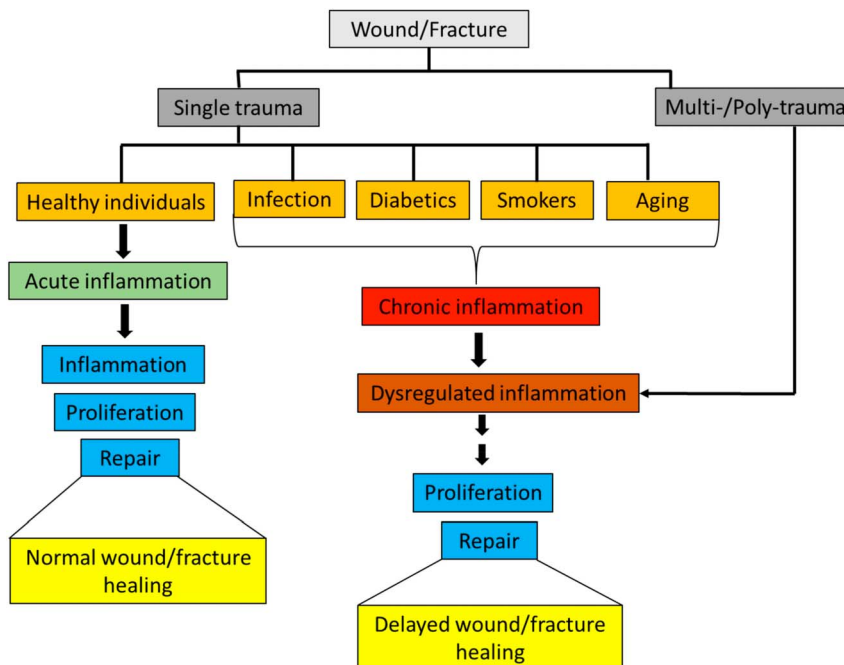 Wound/Fracture
Single trauma
Multi-/Poly-trauma
Healthy individuals
Infection
Diabetics
Smokers
Aging
Acute inflammation
Chronic inflammation
Inflammation
Dysregulated inflammation
Proliferation
Repair
Proliferation
Repair
Normal wound/fracture
healing
Delayed wound/fracture
healing